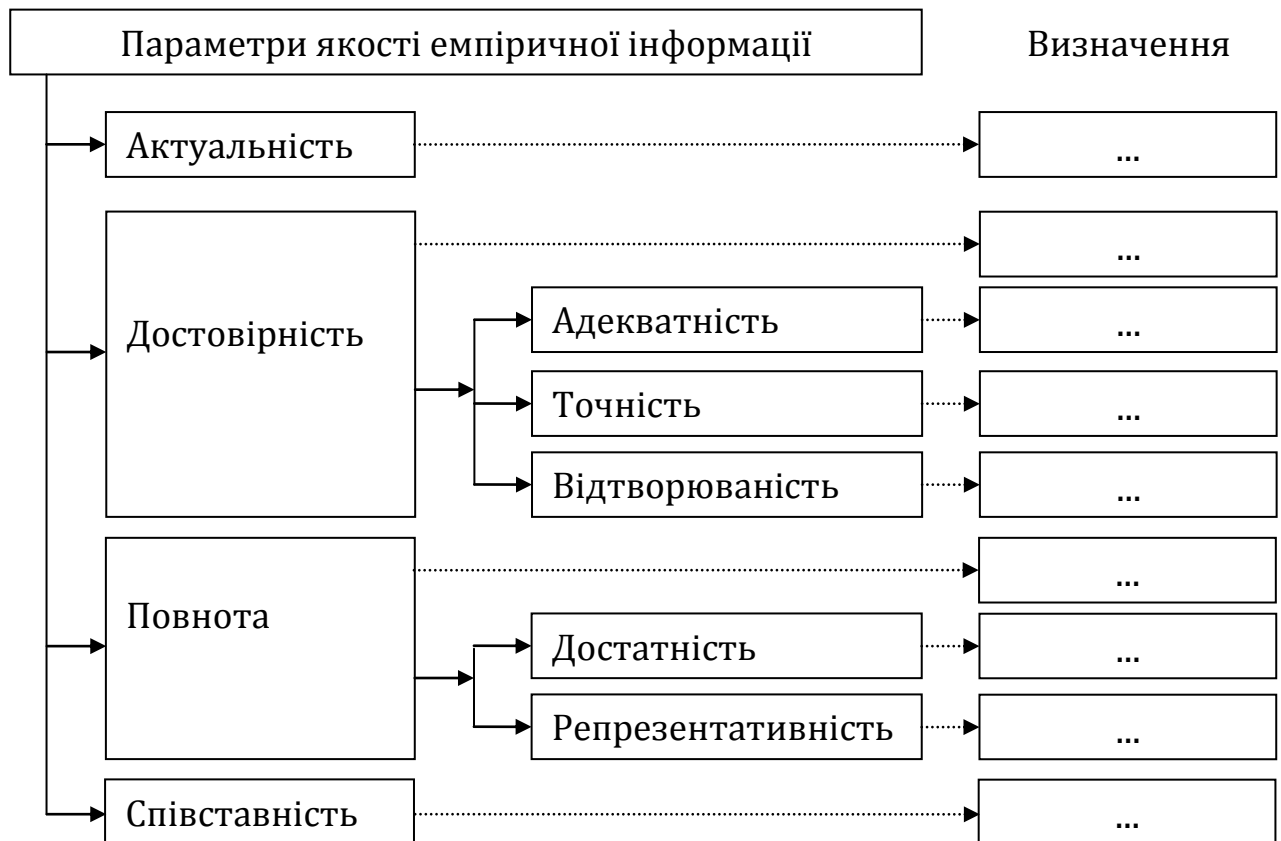 Параметри якості емпіричної інформації
Визначення
Актуальність
...
Достовірність
...
Адекватність
...
Точність
...
Відтворюваність
...
Повнота
...
Достатність
...
Репрезентативність
...
Співставність
...